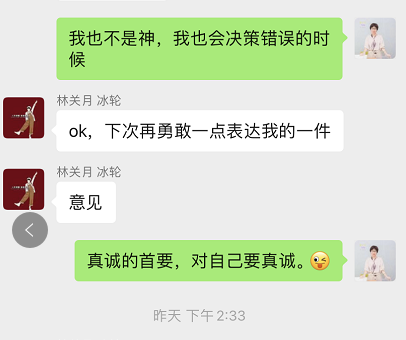 我也不是神，我也会决策错误的时
候
林关月 冰轮
ok，下次再勇敢一点表达我的一件
林关月 冰轮
意见
真诚的首要，对自己要真诚。😜
昨天 下午2:33